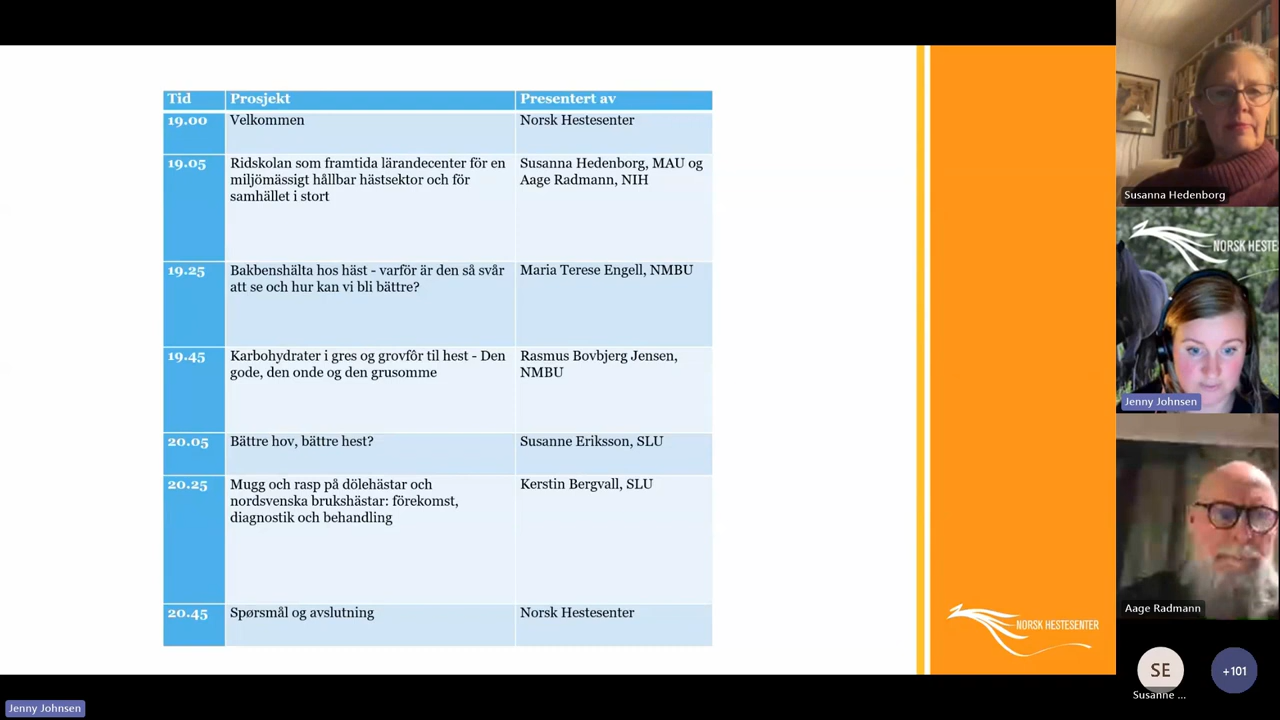 Tid Prosjekt Presentert av
19.00 Velkommen Norsk Hestesenter
19.05 Ridskolan som framtida lärandecenter för en
miljömässigt hållbar hästsektor och för
samhället i stort
Susanna Hedenborg, MAU og
Aage Radmann, NIH
19.25 Bakbenshälta hos häst - varför är den så svår
att se och hur kan vi bli bättre?
Maria Terese Engell, NMBU
19.45 Karbohydrater i gres og grovfôr til hest - Den
gode, den onde og den grusomme
Rasmus Bovbjerg Jensen,
NMBU
20.05 Bättre hov, bättre hest? Susanne Eriksson, SLU
20.25 Mugg och rasp på dölehästar och
nordsvenska brukshästar: förekomst,
diagnostik och behandling
Kerstin Bergvall, SLU
20.45 Spørsmål og avslutning Norsk Hestesenter
NORSK HESTESENTER
Susanna Hedenborg
NORSK HESTE
Jenny Johnsen
Aage Radmann
SE
+101
Susanne ...
Jenny Johnsen